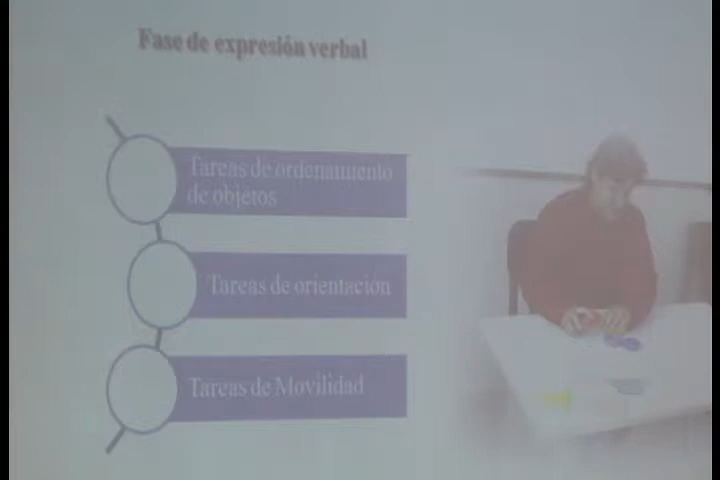 Fase de expresión verbal
Tareas de ordenamiento
de objetos
Tareas de orientación
Tareas de Movilidad